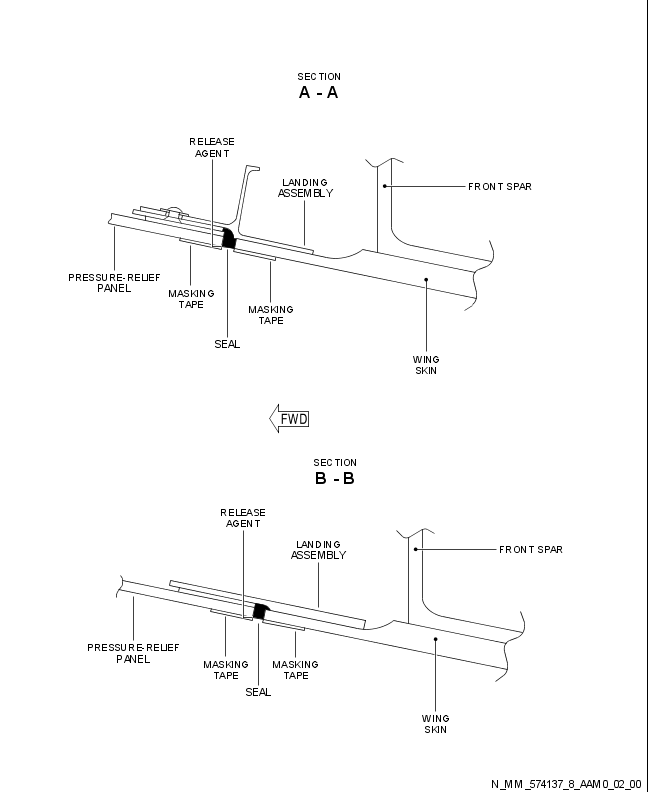 SECTION
A - A
RELEASE
AGENT
LANDING
ASSEMBLY
FRONT SPAR
PRESSURE-RELIEF
PANEL
MASKING
TAPE
MASKING
TAPE
SEAL
WING
SKIN
FWD
SECTION
B - B
RELEASE
AGENT
LANDING
ASSEMBLY
FRONT SPAR
PRESSURE-RELIEF
PANEL
MASKING
TAPE
MASKING
TAPE
SEAL
WING
SKIN
N_MM_574137_8_AAM0_02_00